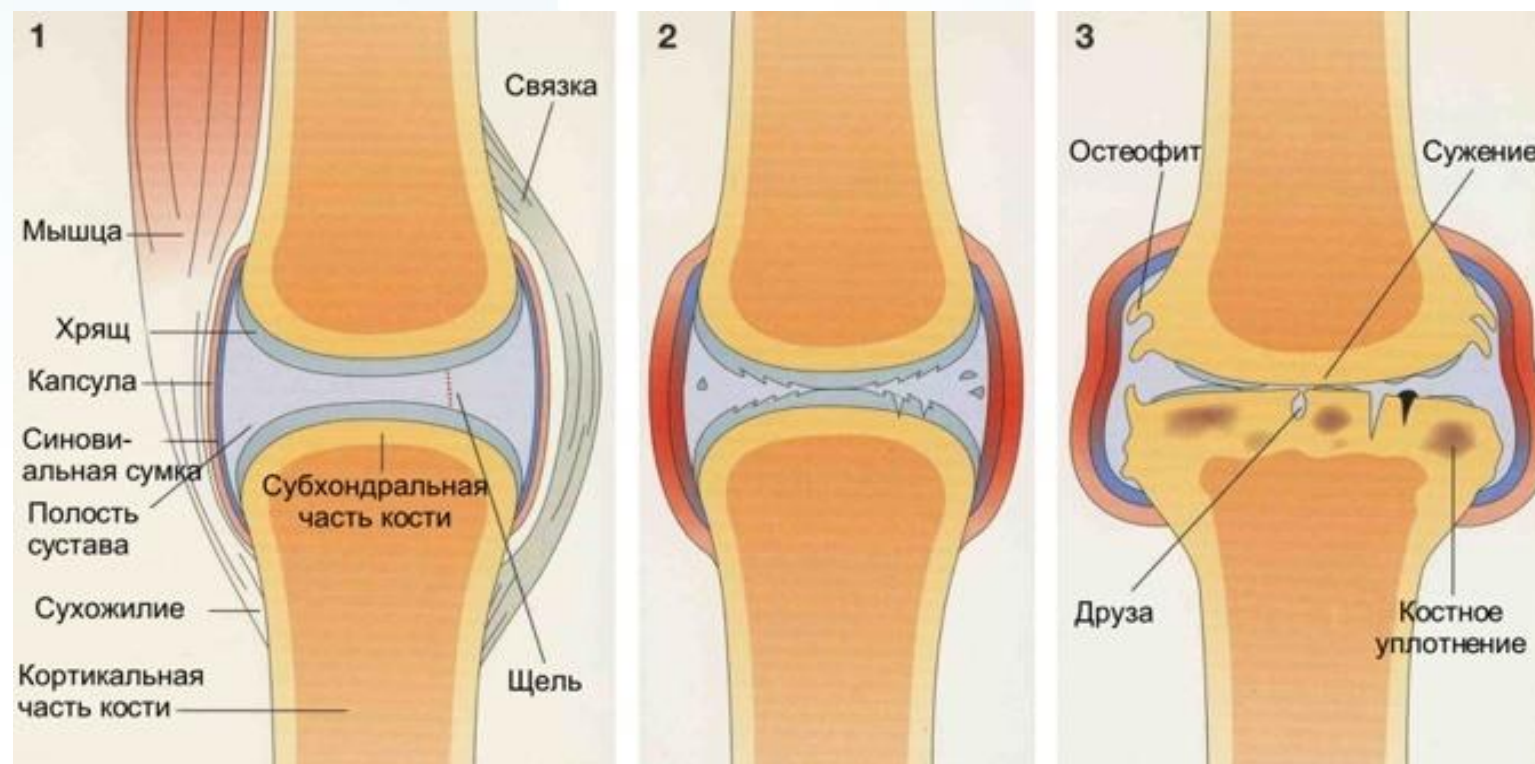 1
Связка
Мышца
Хрящ
Капсула
Синови-
альная сумка
Полость
сустава
Субхондральная
часть кости
Сухожилие
Кортикальная
часть кости
Щель
2
3
Остеофит
Сужение
Друза
Костное
уплотнение